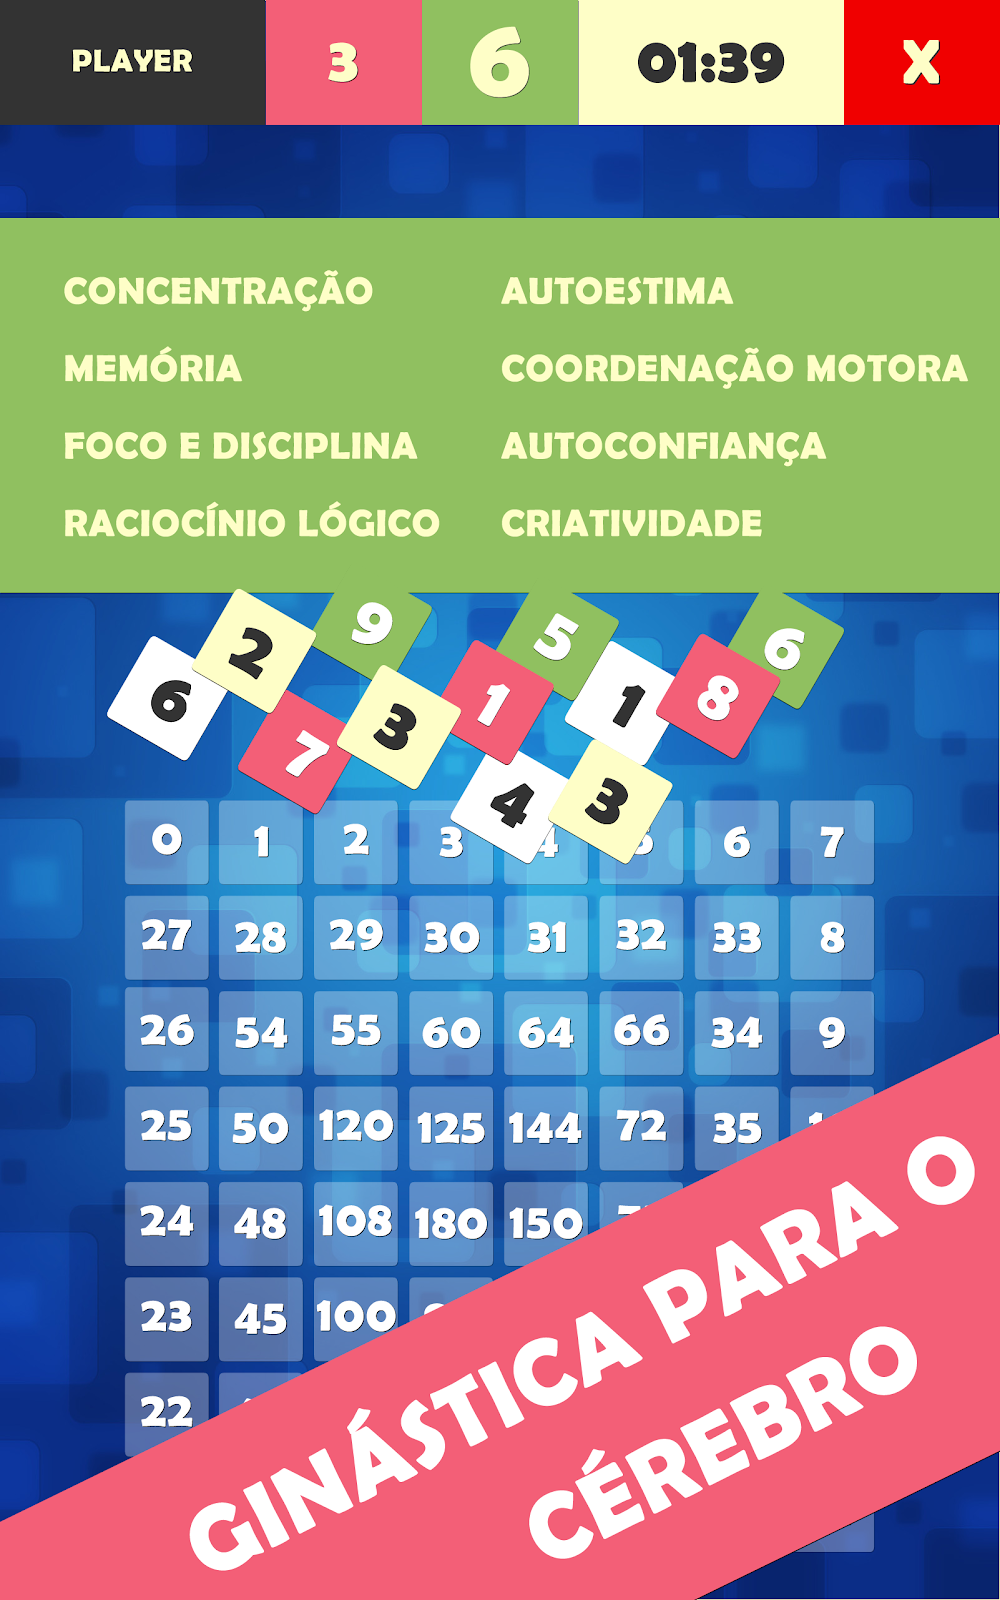 PLAYER 3 6 01:39 X
CONCENTRAÇÃO AUTOESTIMA
MEMÓRIA COORDENAÇÃO MOTORA
FOCO E DISCIPLINA AUTOCONFIANÇA
RACIOCÍNIO LÓGICO CRIATIVIDADE
2 9 5 6
6 7 3 1 1 8
4 3
0 1 2 3 4 5 6 7
27 28 29 30 31 32 33 8
26 54 55 60 64 66 34 9
25 50 120 125 144 72 35
24 48 108 180 150
23 45 100
22
GINÁSTICA PARA O
CÉREBRO